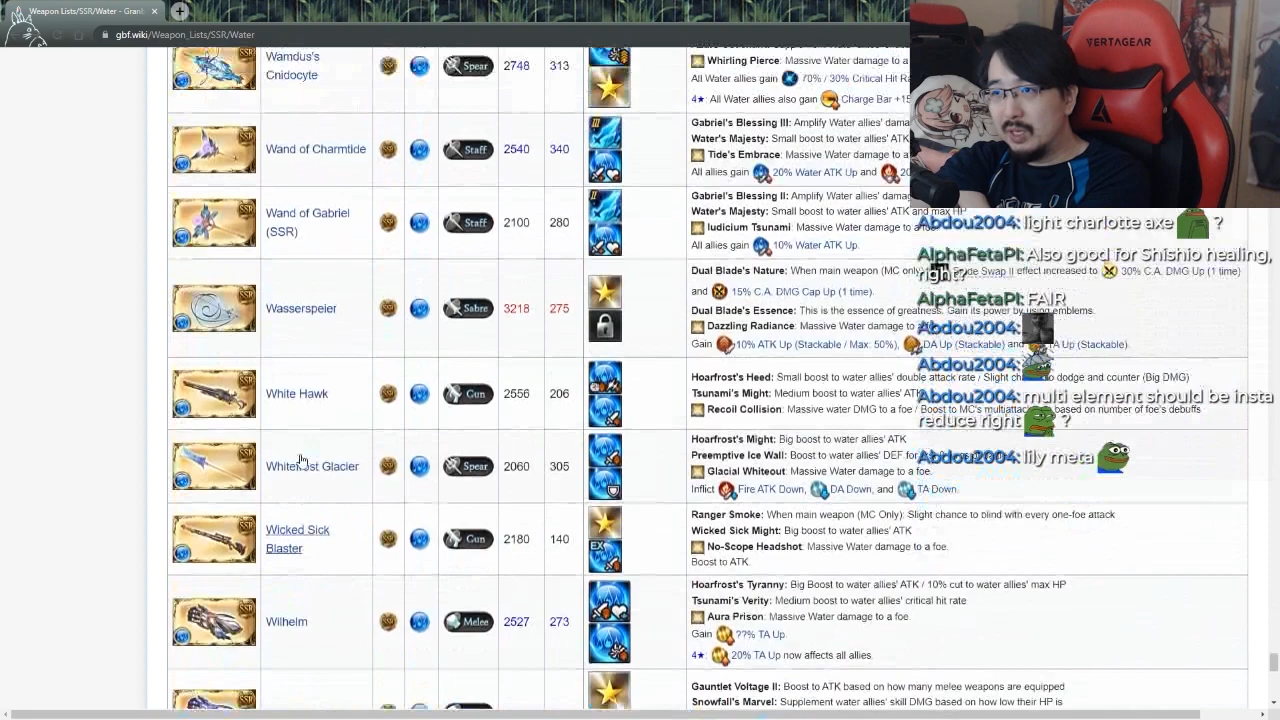 Weapon Lists/SSR/Water - Gran
gbf.wiki/Weapon_Lists/SSR/Water
VERTAGEAR
Wamdus's
Cnidocyte
Spear
2748
313
Whirling Pierce: Massive Water damage to a
All Water allies gain 70% / 30% Critical Hit Ra
4★: All Water allies also gain Charge Bar +15
Wand of Charmtide
Staff
2540
340
III
Gabriel's Blessing III: Amplify Water allies' dama
Water's Majesty: Small boost to water allies' ATK
Tide's Embrace: Massive Water damage to a
All allies gain 20% Water ATK Up and 20
Wand of Gabriel
(SSR)
Staff
2100
280
II
Gabriel's Blessing II: Amplify Water allies' dam
Water's Majesty: Small boost to water allies' ATK and max HP
Iudicium Tsunami: Massive Water damage to a foe.
All allies gain 10% Water ATK Up.
Wasserspeier
Sabre
3218
275
Dual Blade's Nature: When main weapon (MC only) Swap II effect increased to 30% C.A. DMG Up (1 time)
and 15% C.A. DMG Cap Up (1 time).
Dual Blade's Essence: This is the essence of greatness. Gain its power by using emblems.
Dazzling Radiance: Massive Water damage to a
Gain 10% ATK Up (Stackable / Max: 50%), DA Up (Stackable) and TA Up (Stackable).
White Hawk
Gun
2556
206
Hoarfrost's Heed: Small boost to water allies' double attack rate / Slight to dodge and counter (Big DMG)
Tsunami's Might: Medium boost to water allies' ATK
Recoil Collision: Massive water DMG to a foe / Boost to MC's multiattack based on number of foe's debuffs
Whitefrost Glacier
Spear
2060
305
Hoarfrost's Might: Big boost to water allies' ATK
Preemptive Ice Wall: Boost to water allies' DEF for
Glacial Whiteout: Massive Water damage to a foe.
Inflict Fire ATK Down, DA Down, and TA Down.
Wicked Sick
Blaster
Gun
2180
140
EX
Ranger Smoke: When main weapon (MC Only): Slight chance to blind with every one-foe attack
Wicked Sick Might: Big boost to water allies' ATK
No-Scope Headshot: Massive Water damage to a foe.
Boost to ATK.
Wilhelm
Melee
2527
273
Hoarfrost's Tyranny: Big Boost to water allies' ATK / 10% cut to water allies' max HP
Tsunami's Verity: Medium boost to water allies' critical hit rate
Aura Prison: Massive Water damage to a foe.
Gain ??% TA Up.
4★: 20% TA Up now affects all allies.
Gauntlet Voltage II: Boost to ATK based on how many melee weapons are equipped
Snowfall's Marvel: Supplement water allies' skill DMG based on how low their HP is
Abdou2004: light charlotte axe ?
AlphaFetaPI: Also good for Shishio healing,
right?
AlphaFetaPI: FAIR
Abdou2004:
Abdou2004:
Abdou2004: multi element should be insta
reduce right ?
Abdou2004: lily meta